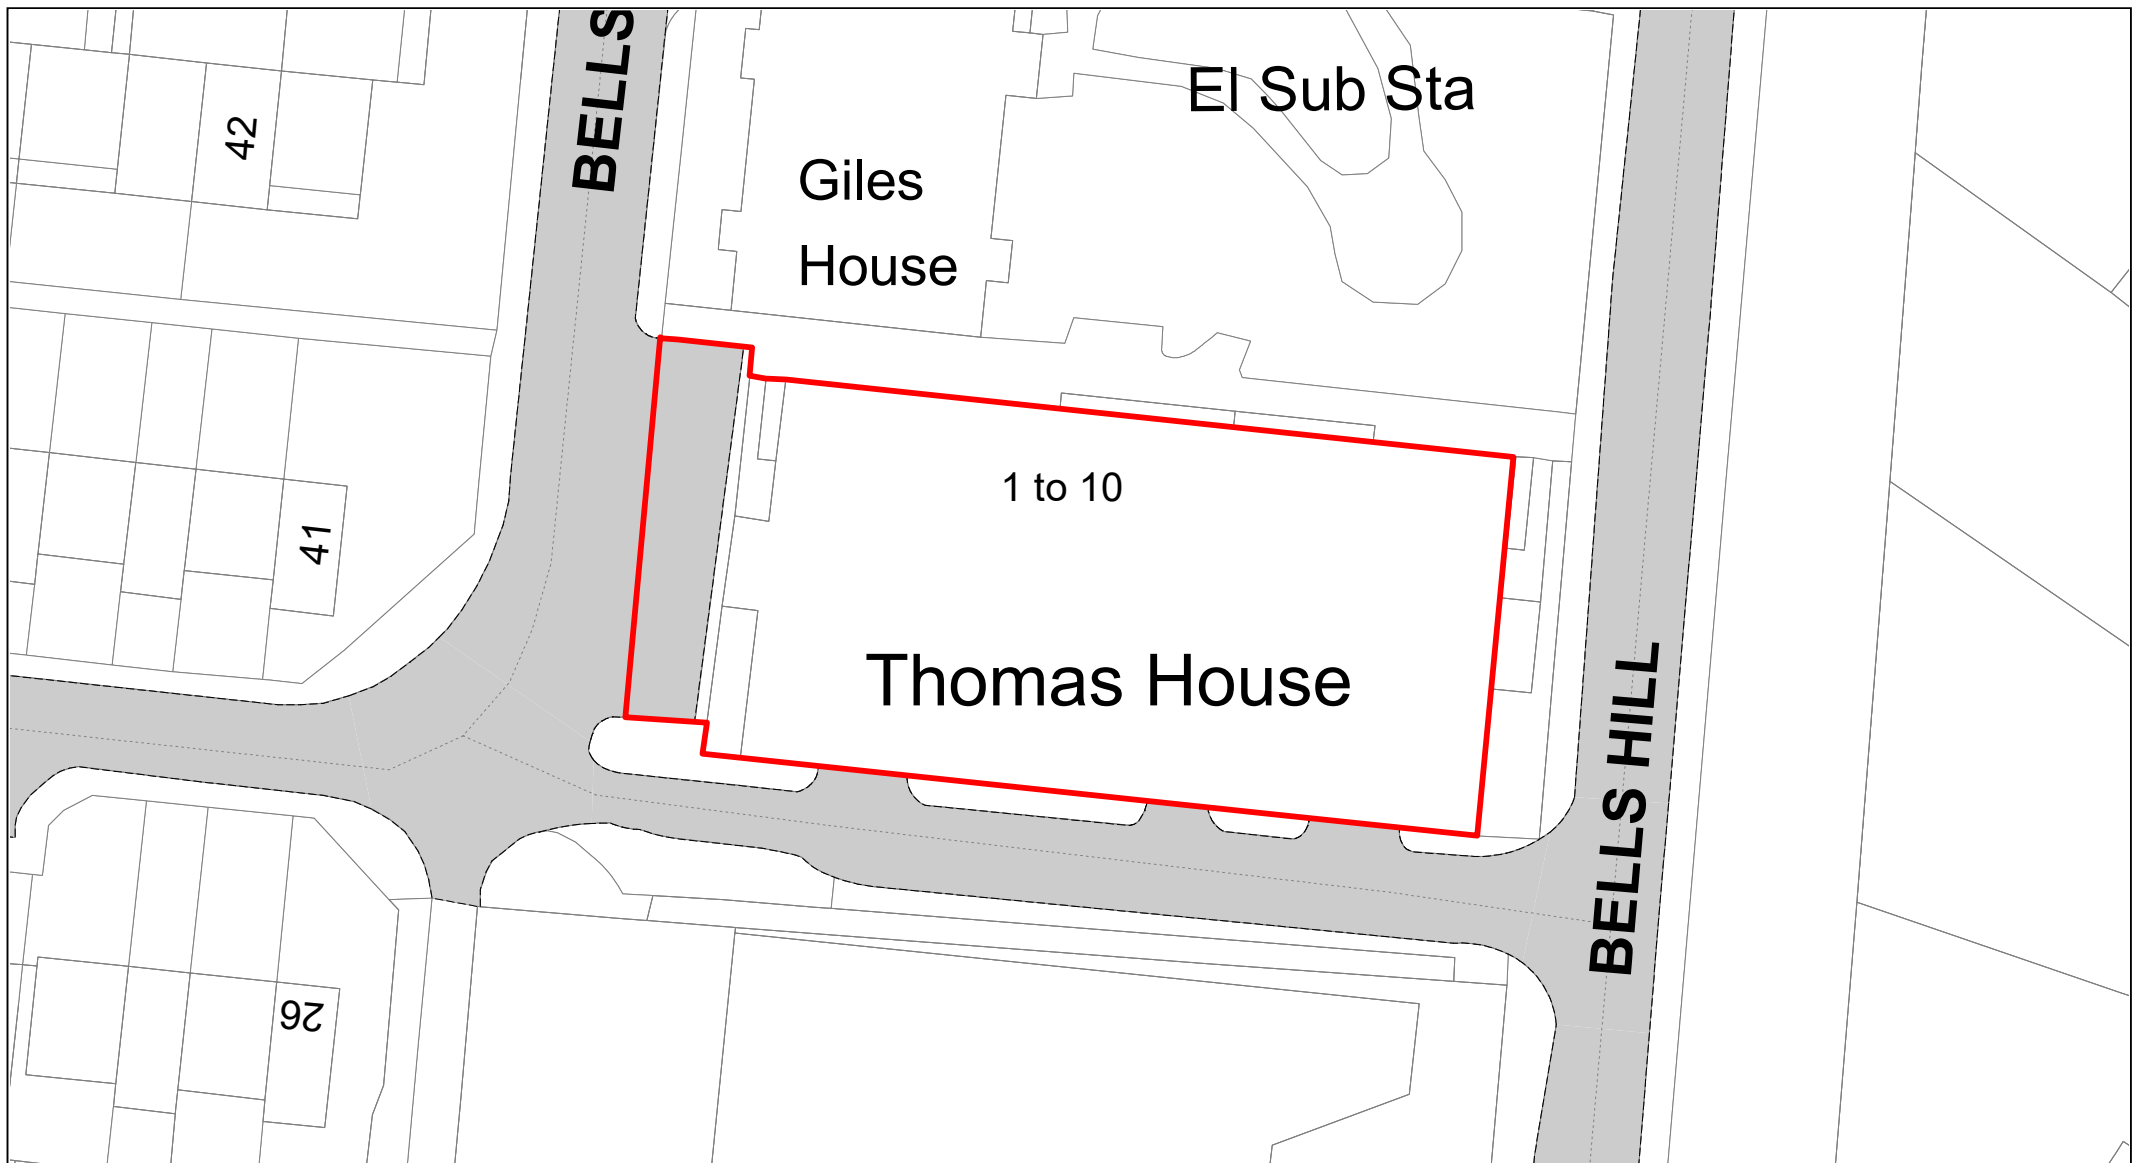 BELLS
El Sub Sta
42
Giles
House
1 to 10
41
Thomas House
BELLS HILL
26